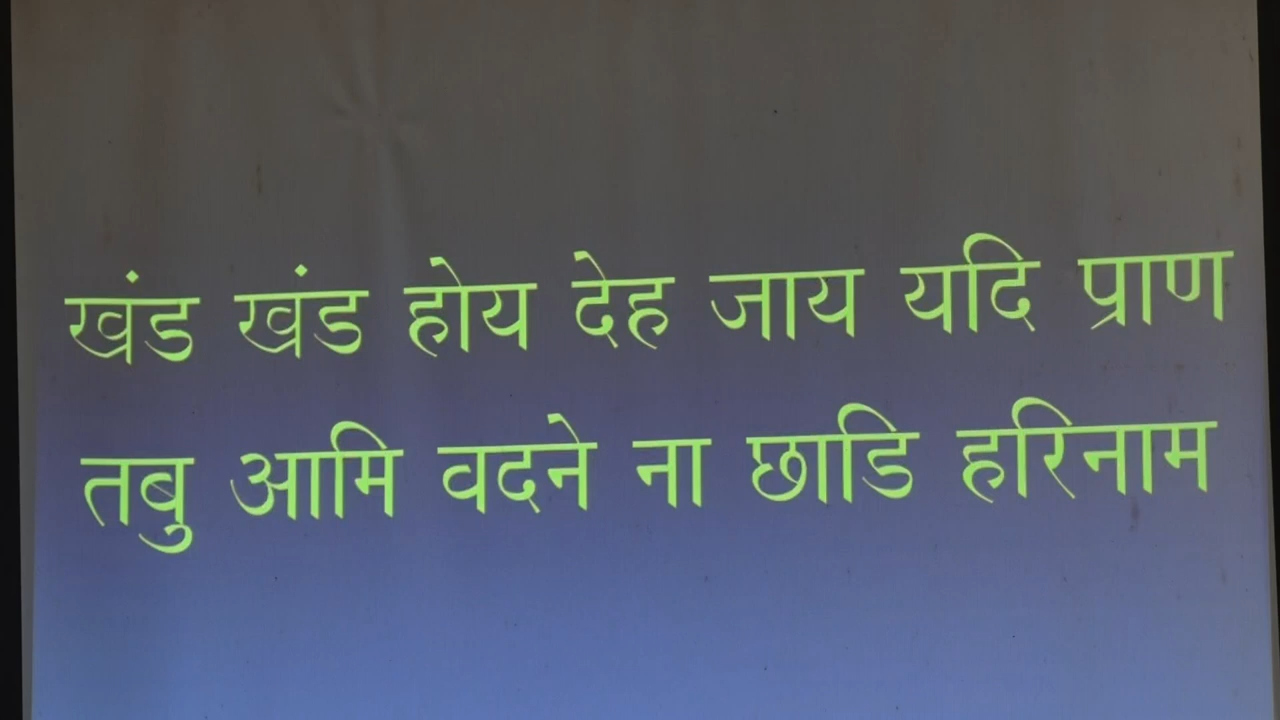 खंड खंड होय देह जाय यदि प्राण
तबु आमि वदने ना छाडि हरिनाम